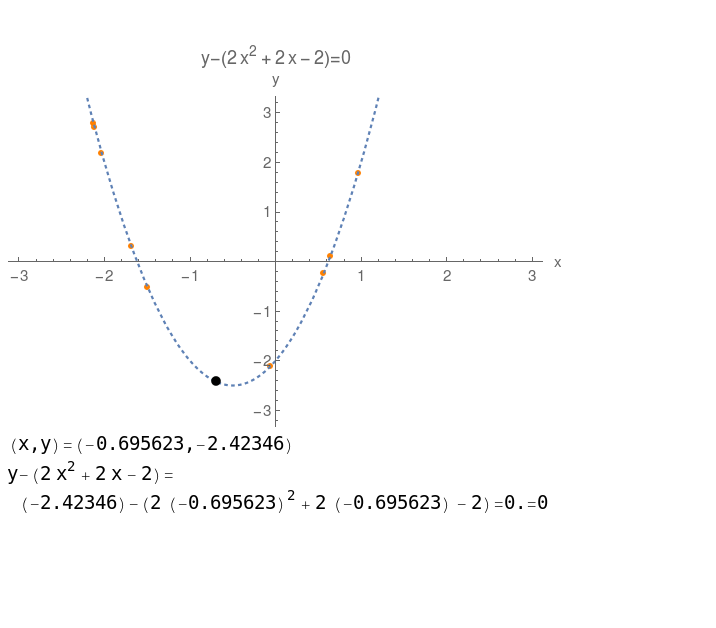 y−(2 x² + 2 x − 2)=0
y
3
2
1
−3 −2 −1 1 2 3 x
−1
−2
−3
(x,y)=(−0.695623,−2.42346)
y−(2 x² + 2 x − 2)=
(−2.42346)−(2 (−0.695623)² + 2 (−0.695623) − 2)=0.=0